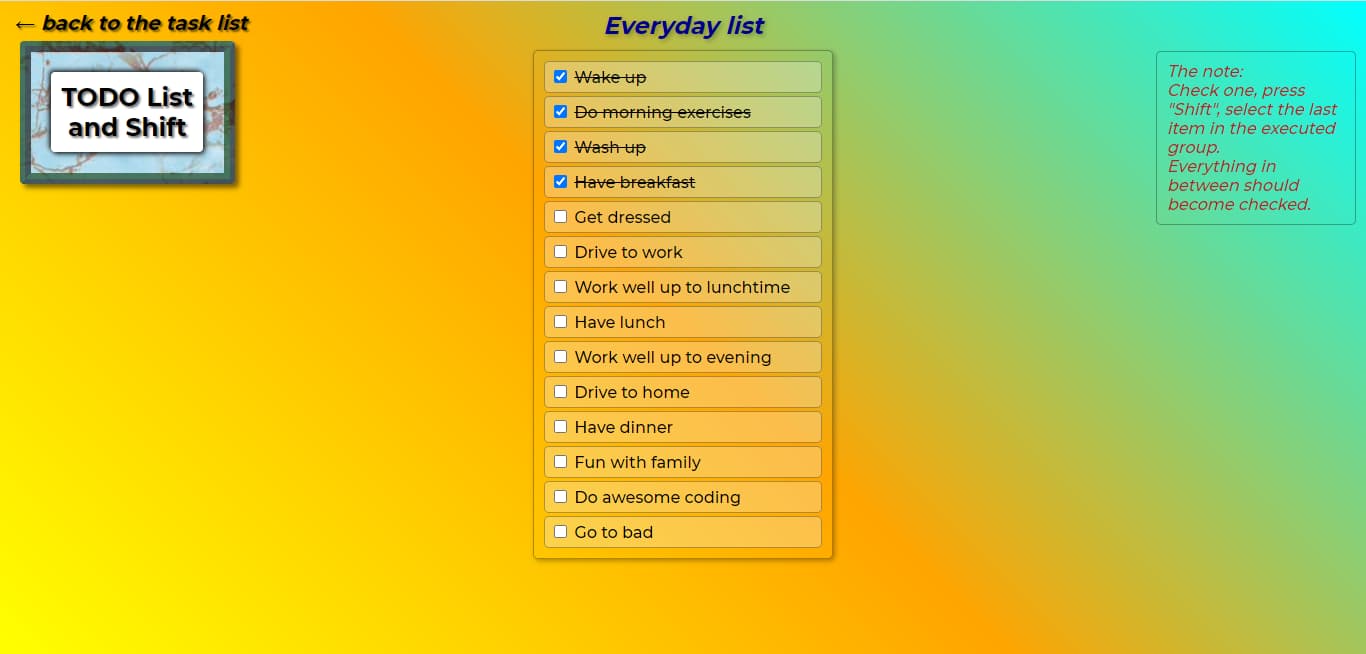 ← back to the task list
TODO List
and Shift
Everyday list
Wake up
Do morning exercises
Wash up
Have breakfast
Get dressed
Drive to work
Work well up to lunchtime
Have lunch
Work well up to evening
Drive to home
Have dinner
Fun with family
Do awesome coding
Go to bad
The note:
Check one, press
"Shift", select the last
item in the executed
group.
Everything in
between should
become checked.